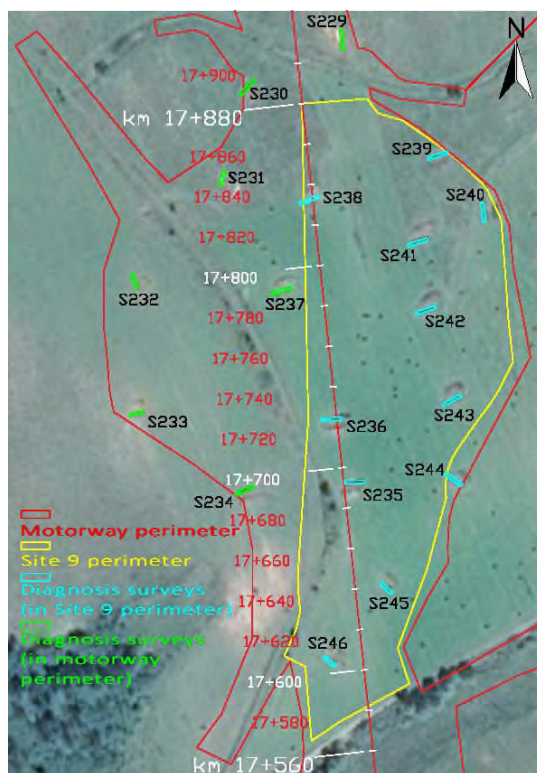 S229
N
17+900
S230
km 17+880
17+860
S239
S231
17+840
S238
S240
17+820
S241
17+800
S232
S237
17+780
S242
17+760
17+740
S243
S233
17+720
S236
17+700
S244
S234
S235
17+680
Motorway perimeter
Site 9 perimeter
17+660
Diagnosis surveys
(in Site 9 perimeter)
17+640
S245
Diagnosis surveys
(in motorway
perimeter)
17+620
S246
17+600
17+580
km 17+560